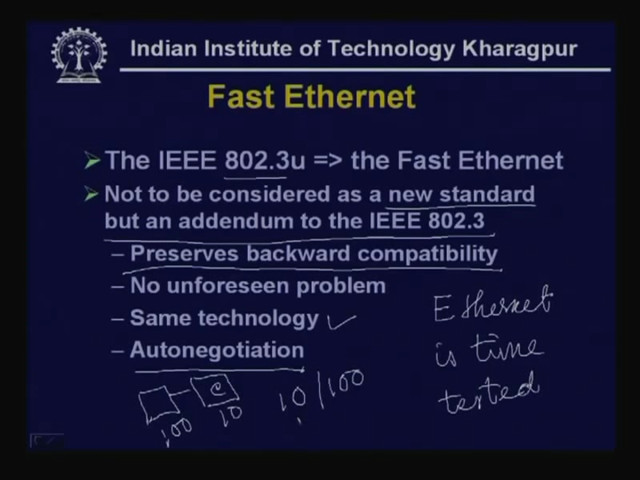 Indian Institute of Technology Kharagpur
Fast Ethernet
➢ The IEEE 802.3u => the Fast Ethernet
➢ Not to be considered as a new standard
but an addendum to the IEEE 802.3
– Preserves backward compatibility
– No unforeseen problem
– Same technology ✓
– Autonegotiation
Ethernet
is time
tested
e
100
10
10/100